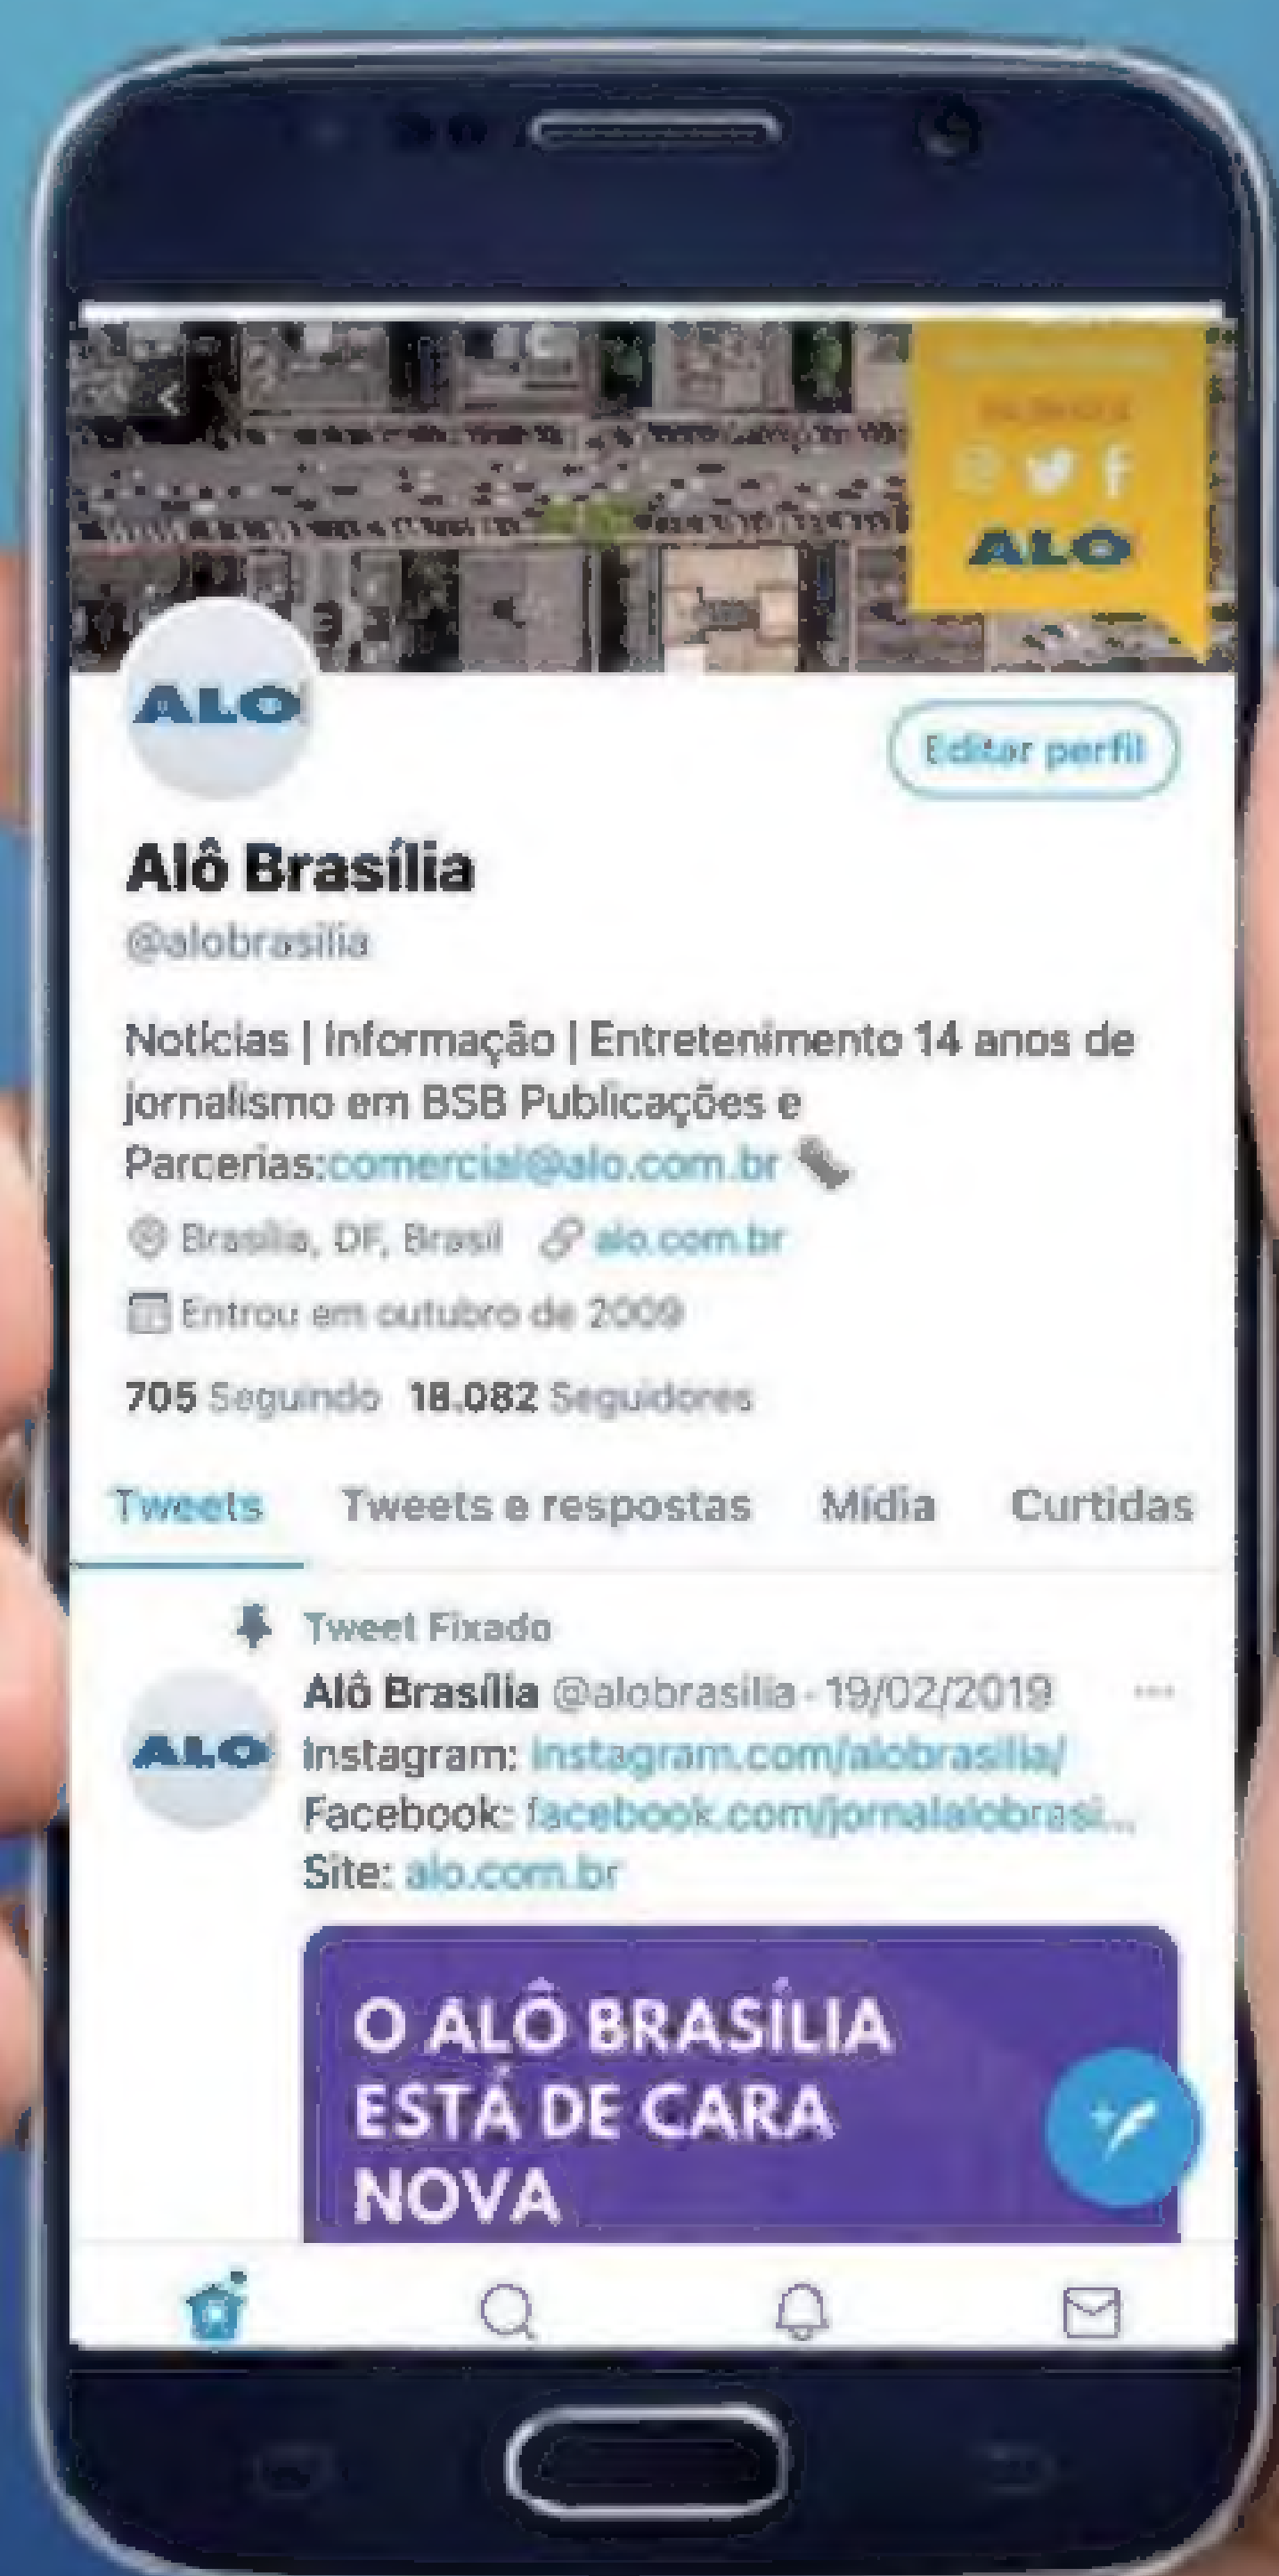 ALO
ALO
Editar perfil
Alô Brasília
@alobrasilia
Notícias | Informação | Entretenimento 14 anos de
jornalismo em BSB Publicações e
Parcerias:comercial@alo.com.br
Brasília, DF, Brasil alo.com.br
Entrou em outubro de 2009
705 Seguindo 18.082 Seguidores
Tweets Tweets e respostas Mídia Curtidas
Tweet Fixado
Alô Brasília @alobrasilia · 19/02/2019 ...
ALO Instagram: instagram.com/alobrasilia/
Facebook: facebook.com/jornalalobrasi...
Site: alo.com.br
O ALÔ BRASÍLIA
ESTÁ DE CARA
NOVA